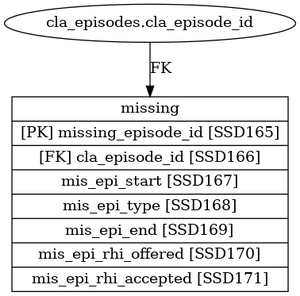 cla_episodes.cla_episode_id
FK
missing
[PK] missing_episode_id [SSD165]
[FK] cla_episode_id [SSD166]
mis_epi_start [SSD167]
mis_epi_type [SSD168]
mis_epi_end [SSD169]
mis_epi_rhi_offered [SSD170]
mis_epi_rhi_accepted [SSD171]